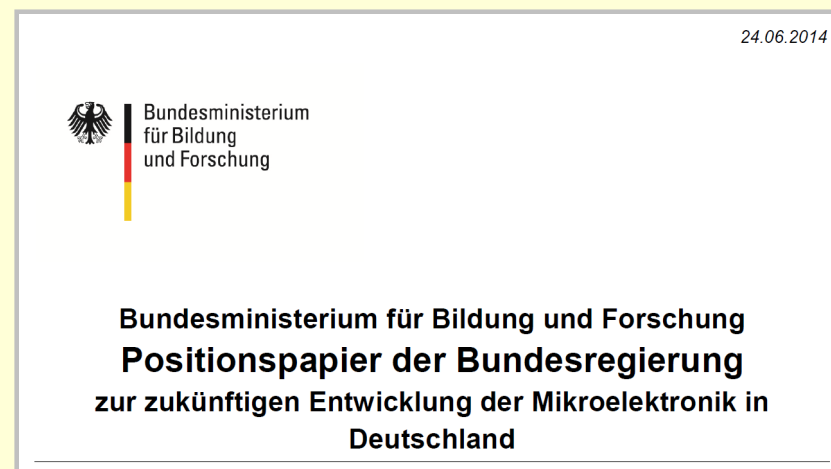 24.06.2014
Bundesministerium
für Bildung
und Forschung
Bundesministerium für Bildung und Forschung
Positionspapier der Bundesregierung
zur zukünftigen Entwicklung der Mikroelektronik in
Deutschland